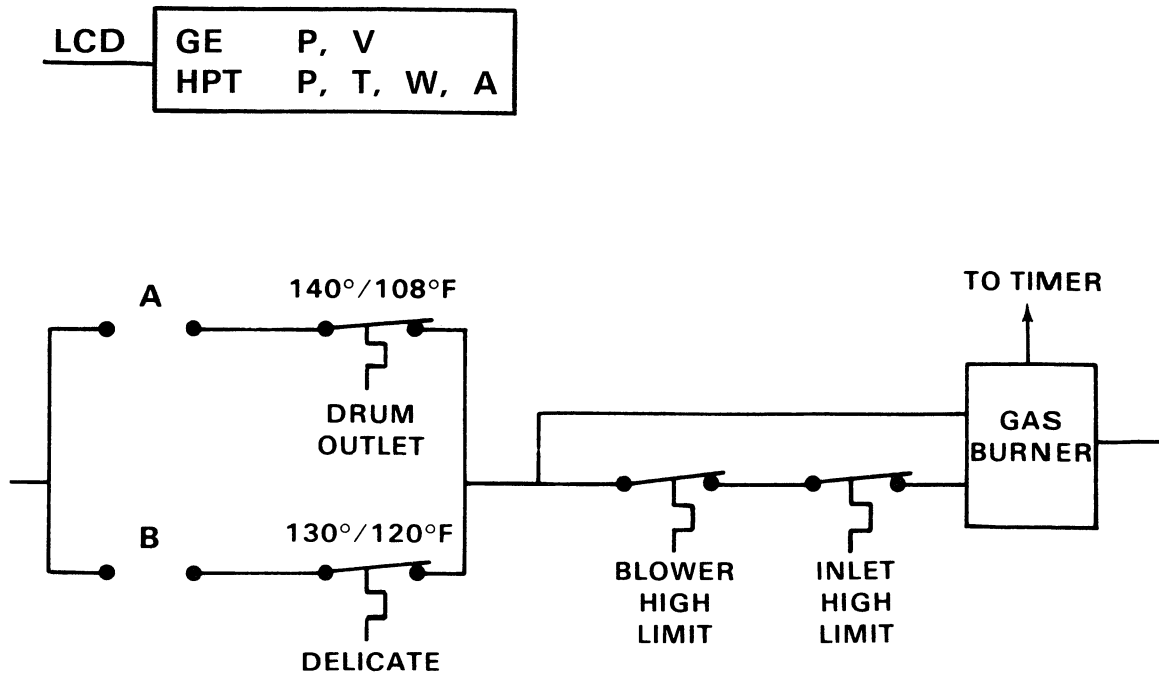 LCD
GE P, V
HPT P, T, W, A
A
140°/108°F
DRUM
OUTLET
TO TIMER
GAS
BURNER
B
130°/120°F
DELICATE
BLOWER
HIGH
LIMIT
INLET
HIGH
LIMIT